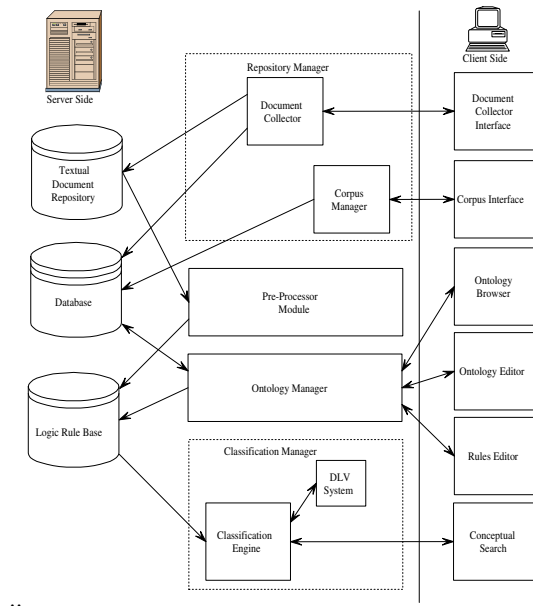 Server Side
Client Side
Repository Manager
Document
Collector
Document
Collector
Interface
Textual
Document
Repository
Corpus
Manager
Corpus Interface
Database
Pre-Processor
Module
Ontology
Browser
Ontology Manager
Ontology Editor
Logic Rule Base
Classification Manager
Rules Editor
DLV
System
Classification
Engine
Conceptual
Search